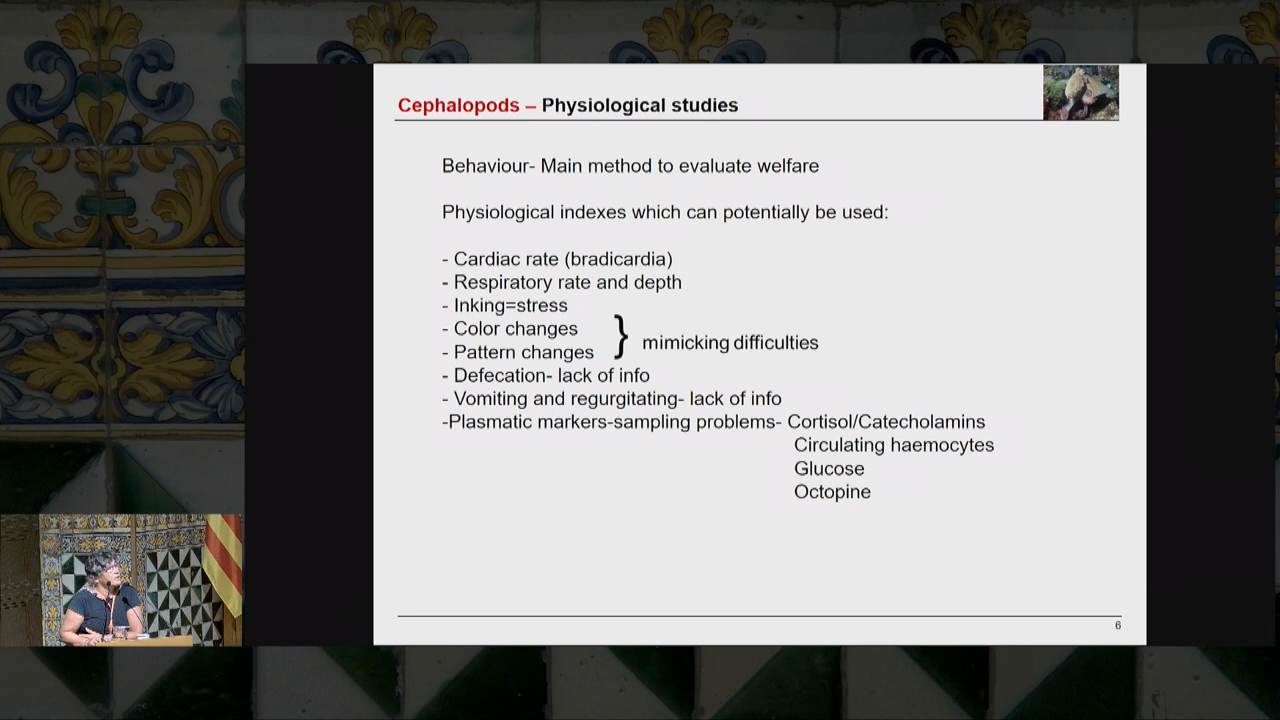 Cephalopods – Physiological studies
Behaviour- Main method to evaluate welfare
Physiological indexes which can potentially be used:
- Cardiac rate (bradicardia)
- Respiratory rate and depth
- Inking=stress
- Color changes
- Pattern changes
} mimicking difficulties
- Defecation- lack of info
- Vomiting and regurgitating- lack of info
-Plasmatic markers-sampling problems- Cortisol/Catecholamins
Circulating haemocytes
Glucose
Octopine
6